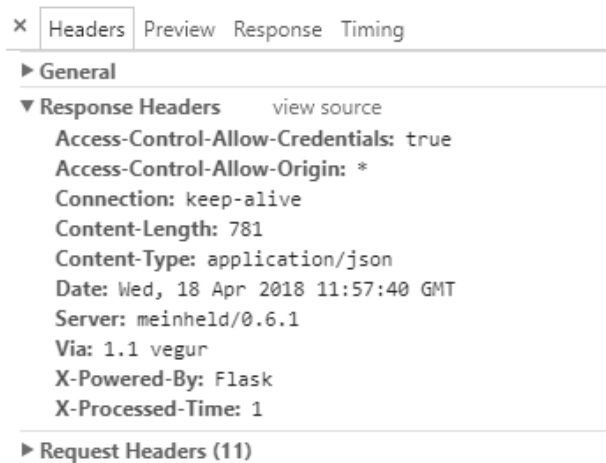 × Headers Preview Response Timing
▶ General
▼ Response Headers view source
Access-Control-Allow-Credentials: true
Access-Control-Allow-Origin: *
Connection: keep-alive
Content-Length: 781
Content-Type: application/json
Date: Wed, 18 Apr 2018 11:57:40 GMT
Server: meinheld/0.6.1
Via: 1.1 vegur
X-Powered-By: Flask
X-Processed-Time: 1
▶ Request Headers (11)